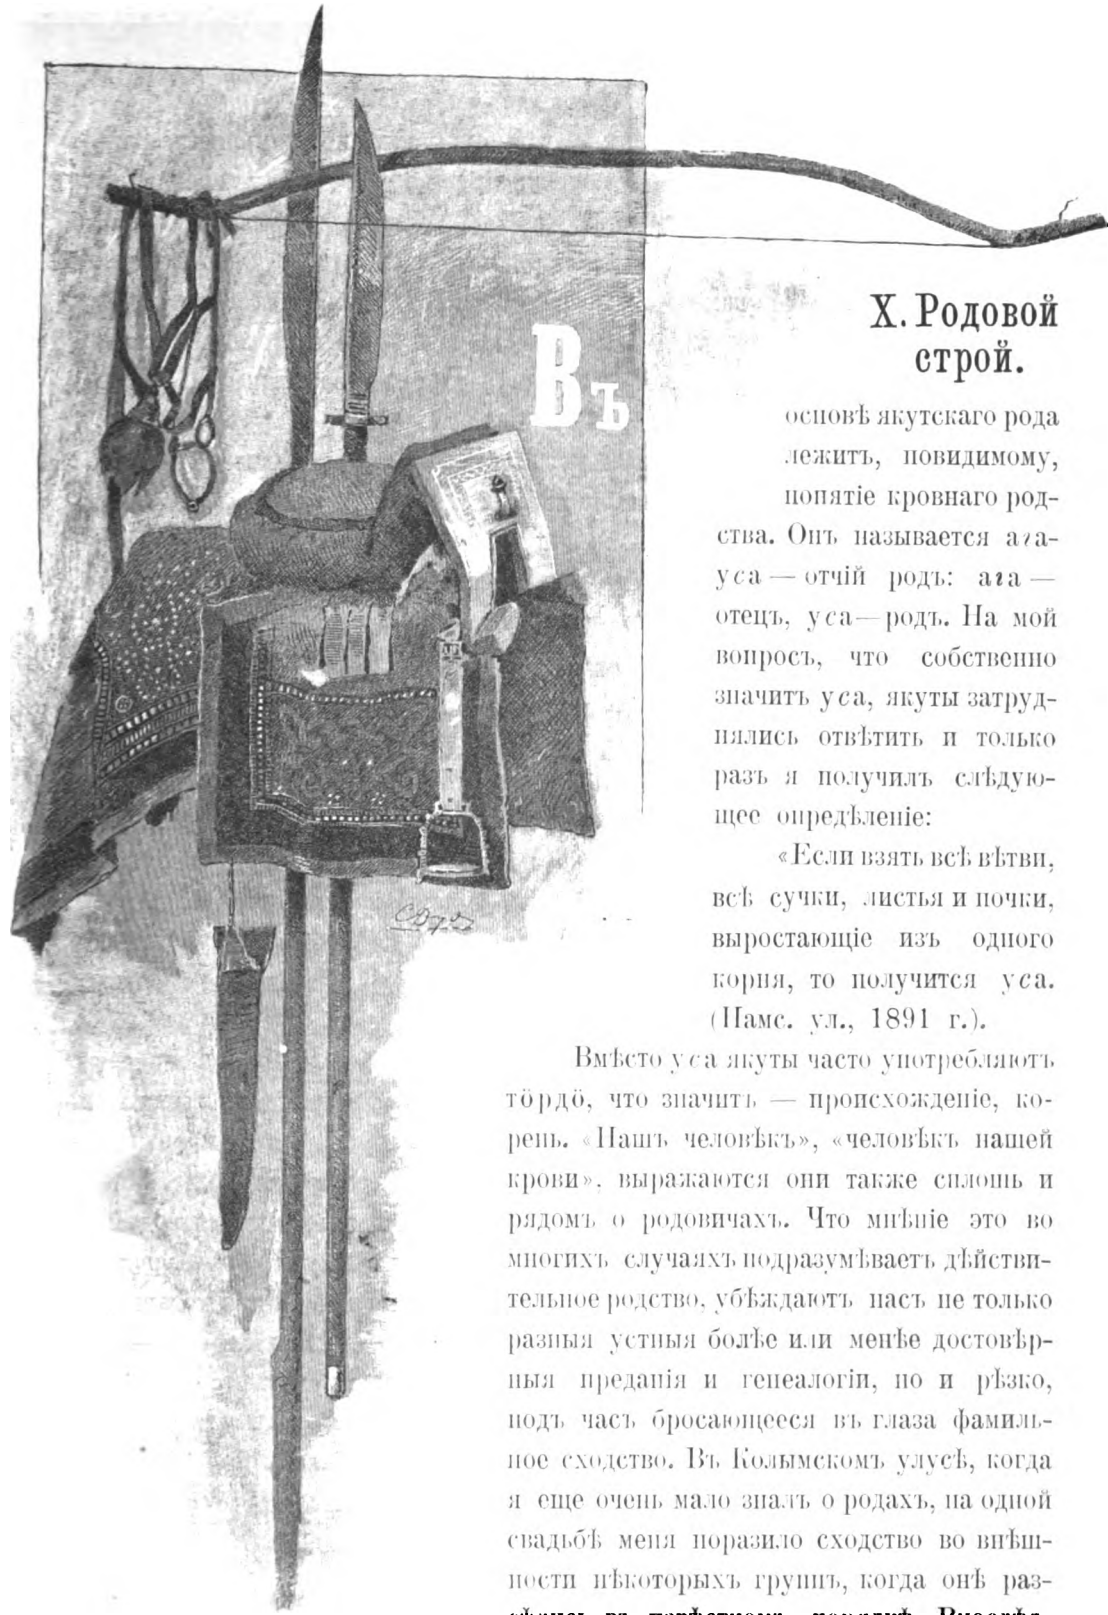 X. Родовой
строй.
Въ
основѣ якутскаго рода
лежитъ, повидимому,
понятіе кровнаго род-
ства. Онъ называется ага-
уса — отчій родъ: ага —
отецъ, уса — родъ. На мой
вопросъ, что собственно
значитъ уса, якуты затруд-
нялись отвѣтить и только
разъ я получилъ слѣдую-
щее опредѣленіе:
«Если взять всѣ вѣтви,
всѣ сучки, листья и почки,
выростающіе изъ одного
корня, то получится уса.
(Намс. ул., 1891 г.).
Вмѣсто уса якуты часто употребляютъ
тöрдö, что значитъ — происхожденіе, ко-
рень. «Нашъ человѣкъ», «человѣкъ нашей
крови», выражаются они также сплошь и
рядомъ о родовичахъ. Что мнѣніе это во
многихъ случаяхъ подразумѣваетъ дѣйстви-
тельное родство, убѣждаютъ насъ не только
разныя устныя болѣе или менѣе достовѣр-
ныя преданія и генеалогіи, но и рѣзко,
подъ часъ бросающееся въ глаза фамиль-
ное сходство. Въ Колымскомъ улусѣ, когда
я еще очень мало зналъ о родахъ, на одной
свадьбѣ меня поразило сходство во внѣш-
ности нѣкоторыхъ группъ, когда онѣ раз-